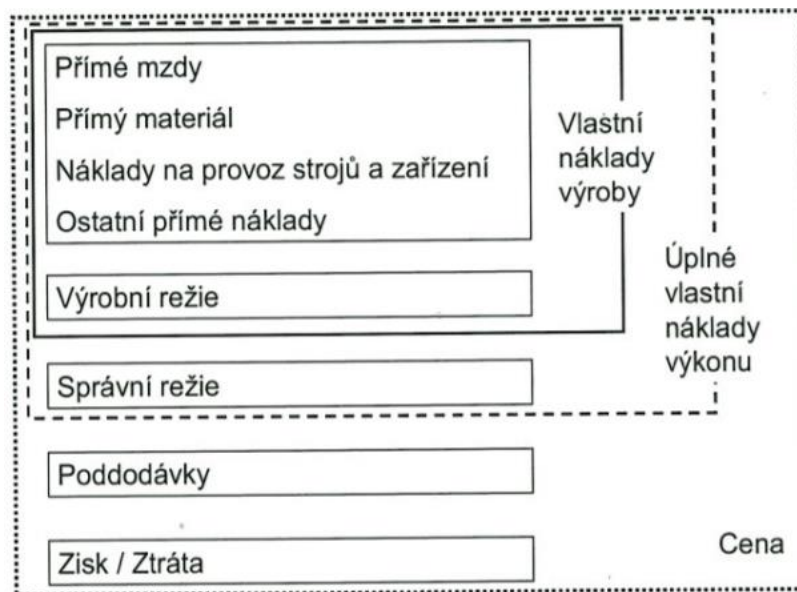 Přímé mzdy
Přímý materiál
Náklady na provoz strojů a zařízení
Ostatní přímé náklady
Vlastní
náklady
výroby
Výrobní režie
Úplné
vlastní
náklady
výkonu
Správní režie
Poddodávky
Zisk / Ztráta
Cena